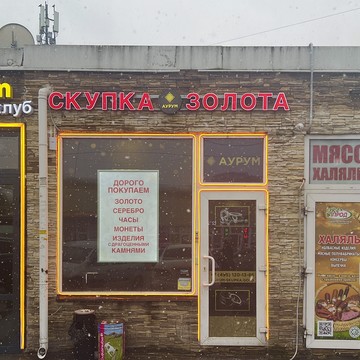 m
клуб
СКУПКА АУРУМ ЗОЛОТА
АУРУМ
ДОРОГО
ПОКУПАЕМ
ЗОЛОТО
СЕРЕБРО
ЧАСЫ
МОНЕТЫ
ИЗДЕЛИЯ
С ДРАГОЦЕННЫМИ
КАМНЯМИ
МЯСО
ХАЛЯЛЬ
ХАЛЯЛЬ